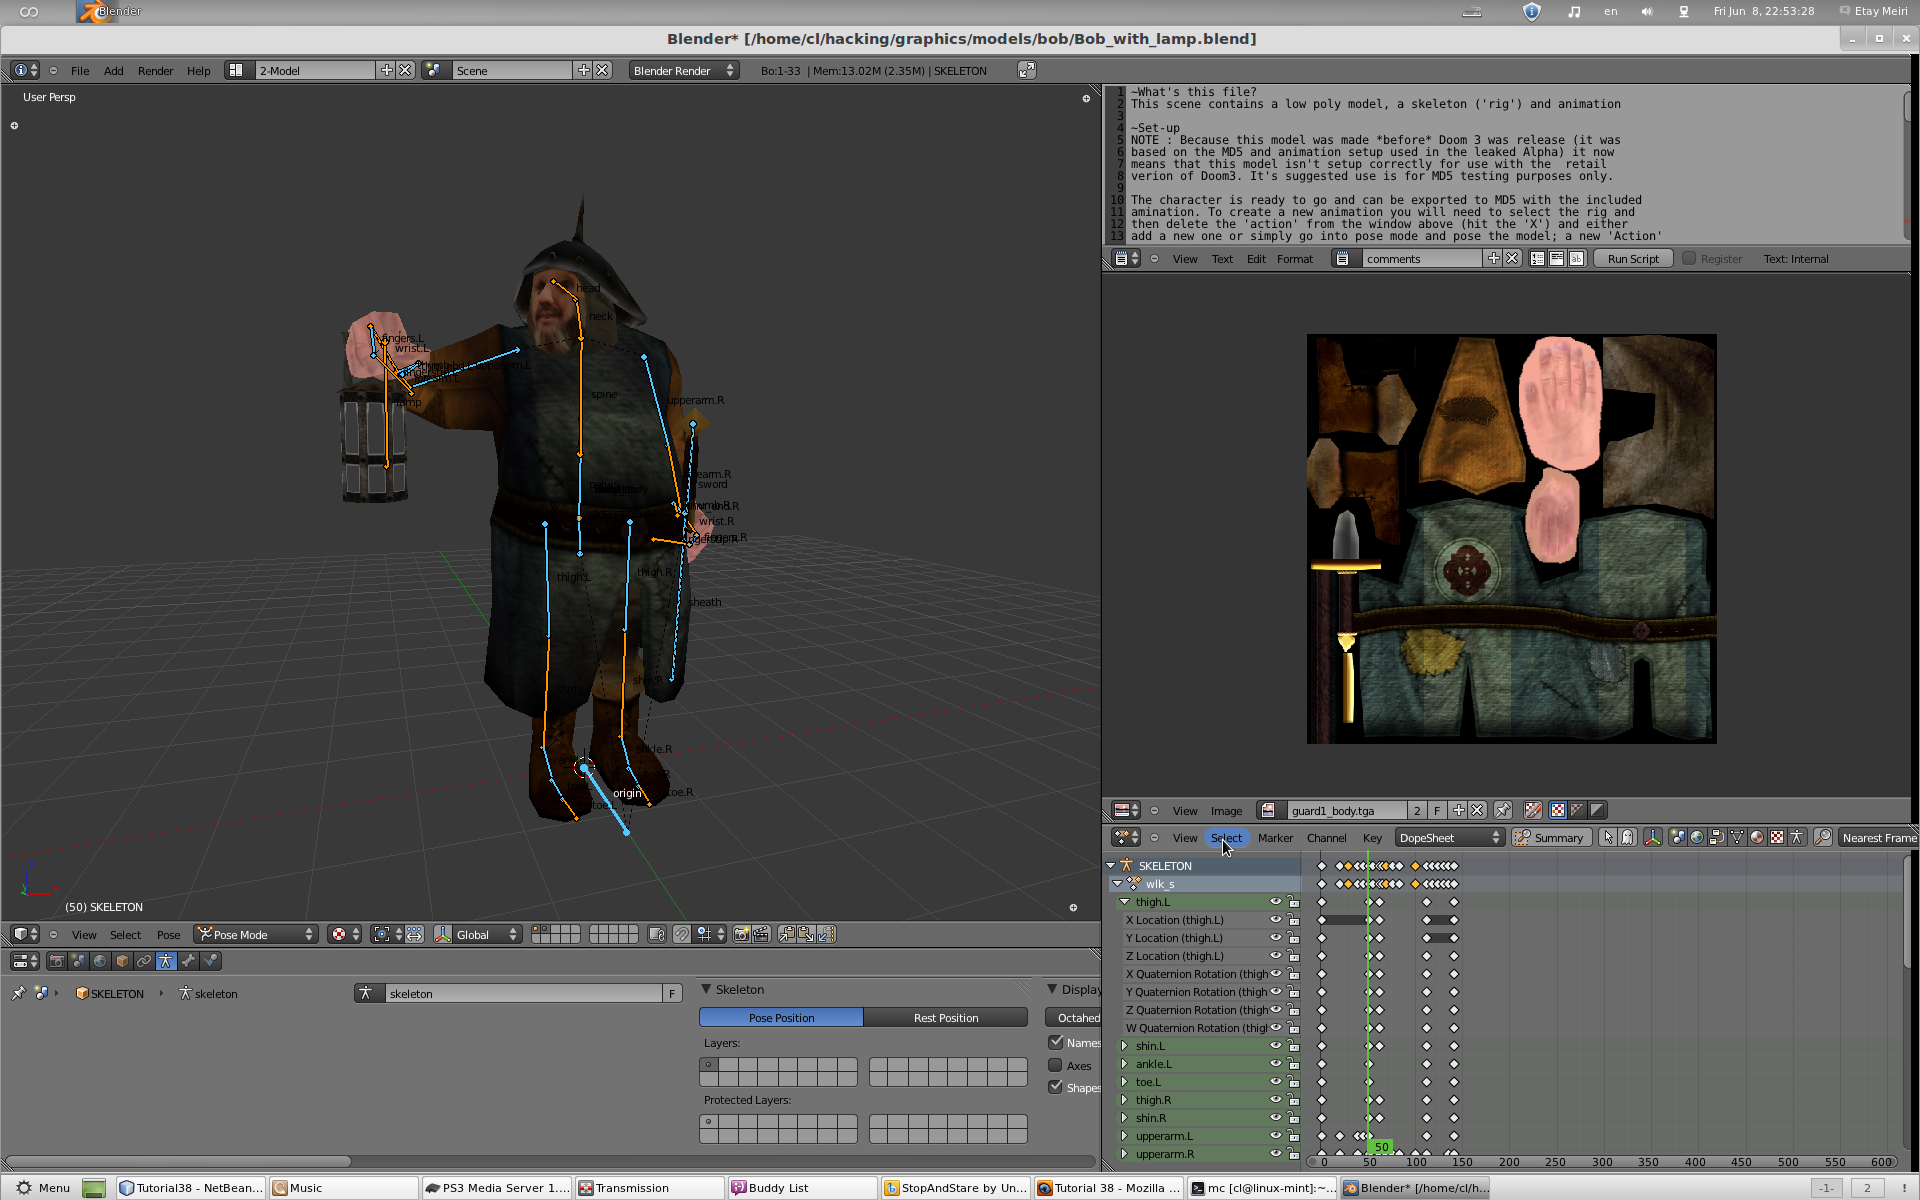 Blender
en
Fri Jun 8, 22:53:28
Etay Meiri
Blender* [/home/cl/hacking/graphics/models/bob/Bob_with_lamp.blend]
File Add Render Help
2-Model
Scene
Blender Render
Bo:1-33 | Mem:13.02M (2.35M) | SKELETON
User Persp
head
neck
fingers.L
wrist.L
upperarm.L
lamp
spine
upperarm.R
sword
wrist.R
thigh.L
thigh.R
sheath
shin.R
ankle.R
origin
toe.R
(50) SKELETON
View Select Pose
Pose Mode
Global
SKELETON
skeleton
skeleton
F
Skeleton
Pose Position
Rest Position
Layers:
Protected Layers:
Display
Octahed
Names
Axes
Shapes
1 ~What's this file?
2 This scene contains a low poly model, a skeleton ('rig') and animation
3
4 ~Set-up
5 NOTE : Because this model was made *before* Doom 3 was release (it was
6 based on the MD5 and animation setup used in the leaked Alpha) it now
7 means that this model isn't setup correctly for use with the  retail
8 verion of Doom3. It's suggested use is for MD5 testing purposes only.
9
10 The character is ready to go and can be exported to MD5 with the included
11 amination. To create a new animation you will need to select the rig and
12 then delete the 'action' from the window above (hit the 'X') and either
13 add a new one or simply go into pose mode and pose the model; a new 'Action'
View Text Edit Format
comments
Run Script
Register
Text: Internal
View Image
guard1_body.tga
2
F
View Select Marker Channel Key
DopeSheet
Summary
Nearest Frame
SKELETON
wlk_s
thigh.L
X Location (thigh.L)
Y Location (thigh.L)
Z Location (thigh.L)
X Quaternion Rotation (thigh
Y Quaternion Rotation (thigh
Z Quaternion Rotation (thigh
W Quaternion Rotation (thigh
shin.L
ankle.L
toe.L
thigh.R
shin.R
upperarm.L
upperarm.R
50
0 50 100 150 200 250 300 350 400 450 500 550 600
Menu
Tutorial38 - NetBean...
Music
PS3 Media Server 1....
Transmission
Buddy List
StopAndStare by Un...
Tutorial 38 - Mozilla ...
mc [cl@linux-mint]:~...
Blender* [/home/cl/h...
-1-
2
!